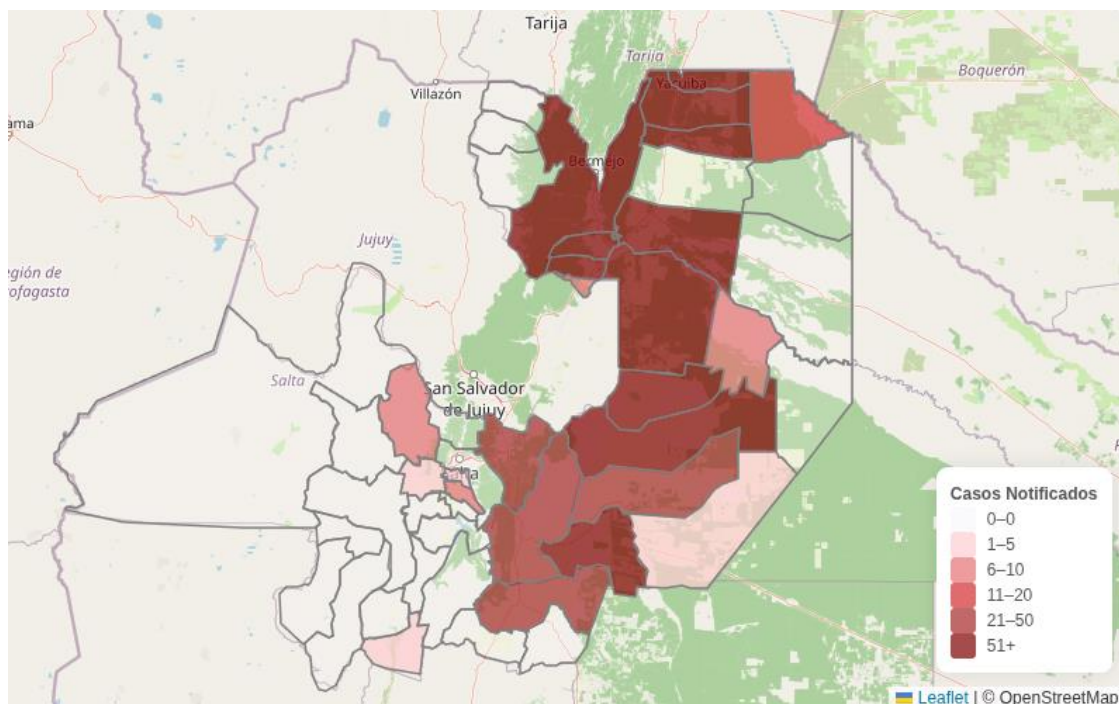 Tarija
Tarija
Boquerón
Villazón
Yacuiba
ama
Bermejo
Jujuy
egión de
ofagasta
Salta
San Salvador
de Jujuy
Casos Notificados
0–0
1–5
6–10
11–20
21–50
51+
Leaflet | © OpenStreetMap